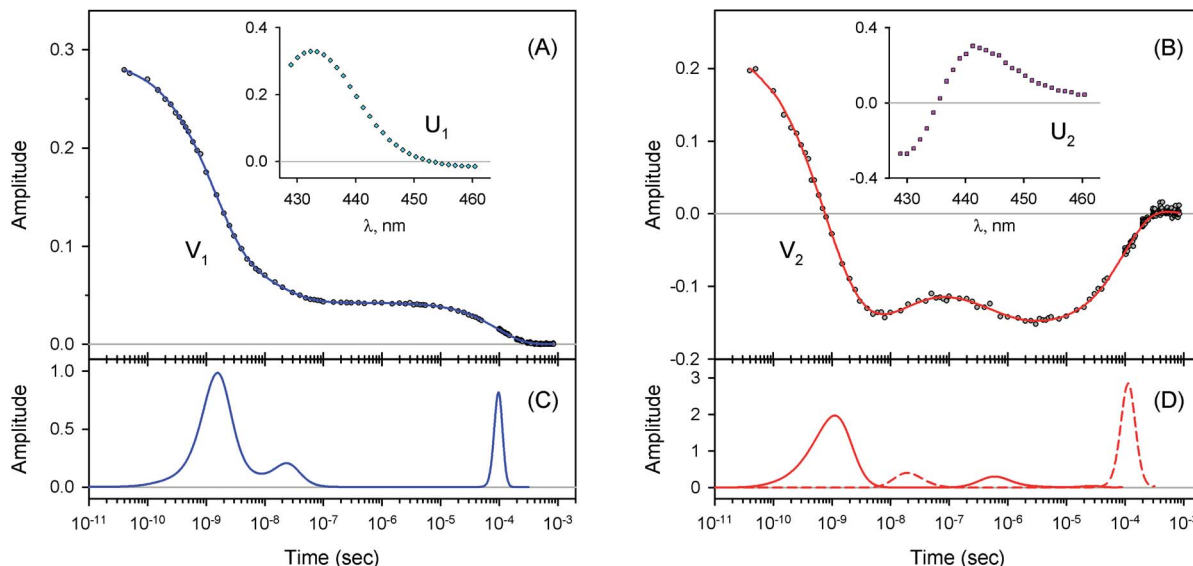 (A)
0.4
0.2
0.0
430 440 450 460
λ, nm
U1
V1
0.3
0.2
0.1
0.0
Amplitude
(B)
0.4
0.0
-0.4
430 440 450 460
λ, nm
U2
V2
0.2
0.1
0.0
-0.1
-0.2
Amplitude
(C)
1.0
0.5
0.0
Amplitude
10-11 10-10 10-9 10-8 10-7 10-6 10-5 10-4 10-3
Time (sec)
(D)
3
2
1
0
Amplitude
10-11 10-10 10-9 10-8 10-7 10-6 10-5 10-4 10-3
Time (sec)